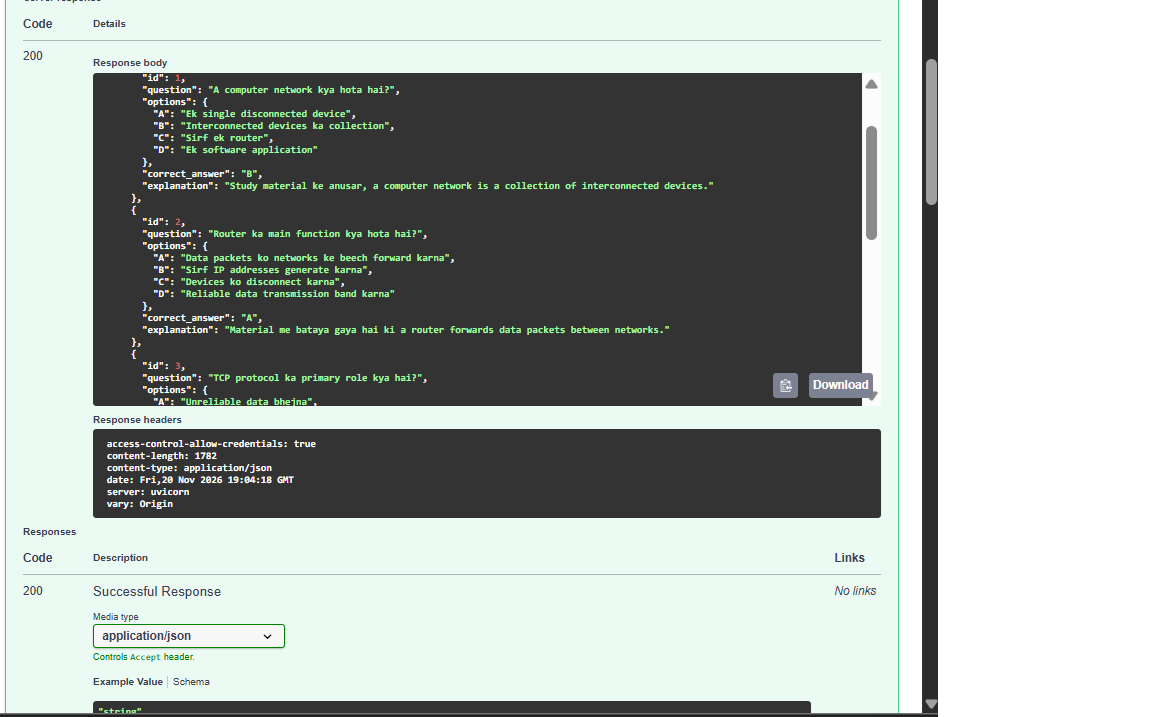 Server response
Code Details
200
Response body
"id": 1,
"question": "A computer network kya hota hai?",
"options": {
"A": "Ek single disconnected device",
"B": "Interconnected devices ka collection",
"C": "Sirf ek router",
"D": "Ek software application"
},
"correct_answer": "B",
"explanation": "Study material ke anusar, a computer network is a collection of interconnected devices."
},
{
"id": 2,
"question": "Router ka main function kya hota hai?",
"options": {
"A": "Data packets ko networks ke beech forward karna",
"B": "Sirf IP addresses generate karna",
"C": "Devices ko disconnect karna",
"D": "Reliable data transmission band karna"
},
"correct_answer": "A",
"explanation": "Material me bataya gaya hai ki a router forwards data packets between networks."
},
{
"id": 3,
"question": "TCP protocol ka primary role kya hai?",
"options": {
"A": "Unreliable data bhejna",
Download
Response headers
access-control-allow-credentials: true
content-length: 1782
content-type: application/json
date: Fri,20 Nov 2026 19:04:18 GMT
server: uvicorn
vary: Origin
Responses
Code Description Links
200 Successful Response No links
Media type
application/json
Controls Accept header.
Example Value Schema
"string"